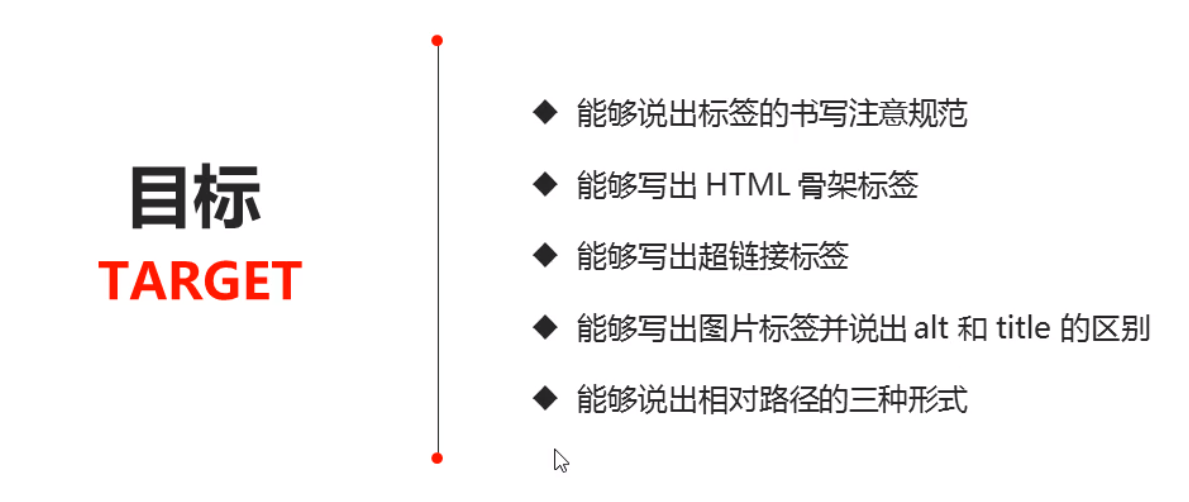 目标
TARGET
◆ 能够说出标签的书写注意规范
◆ 能够写出 HTML 骨架标签
◆ 能够写出超链接标签
◆ 能够写出图片标签并说出 alt 和 title 的区别
◆ 能够说出相对路径的三种形式